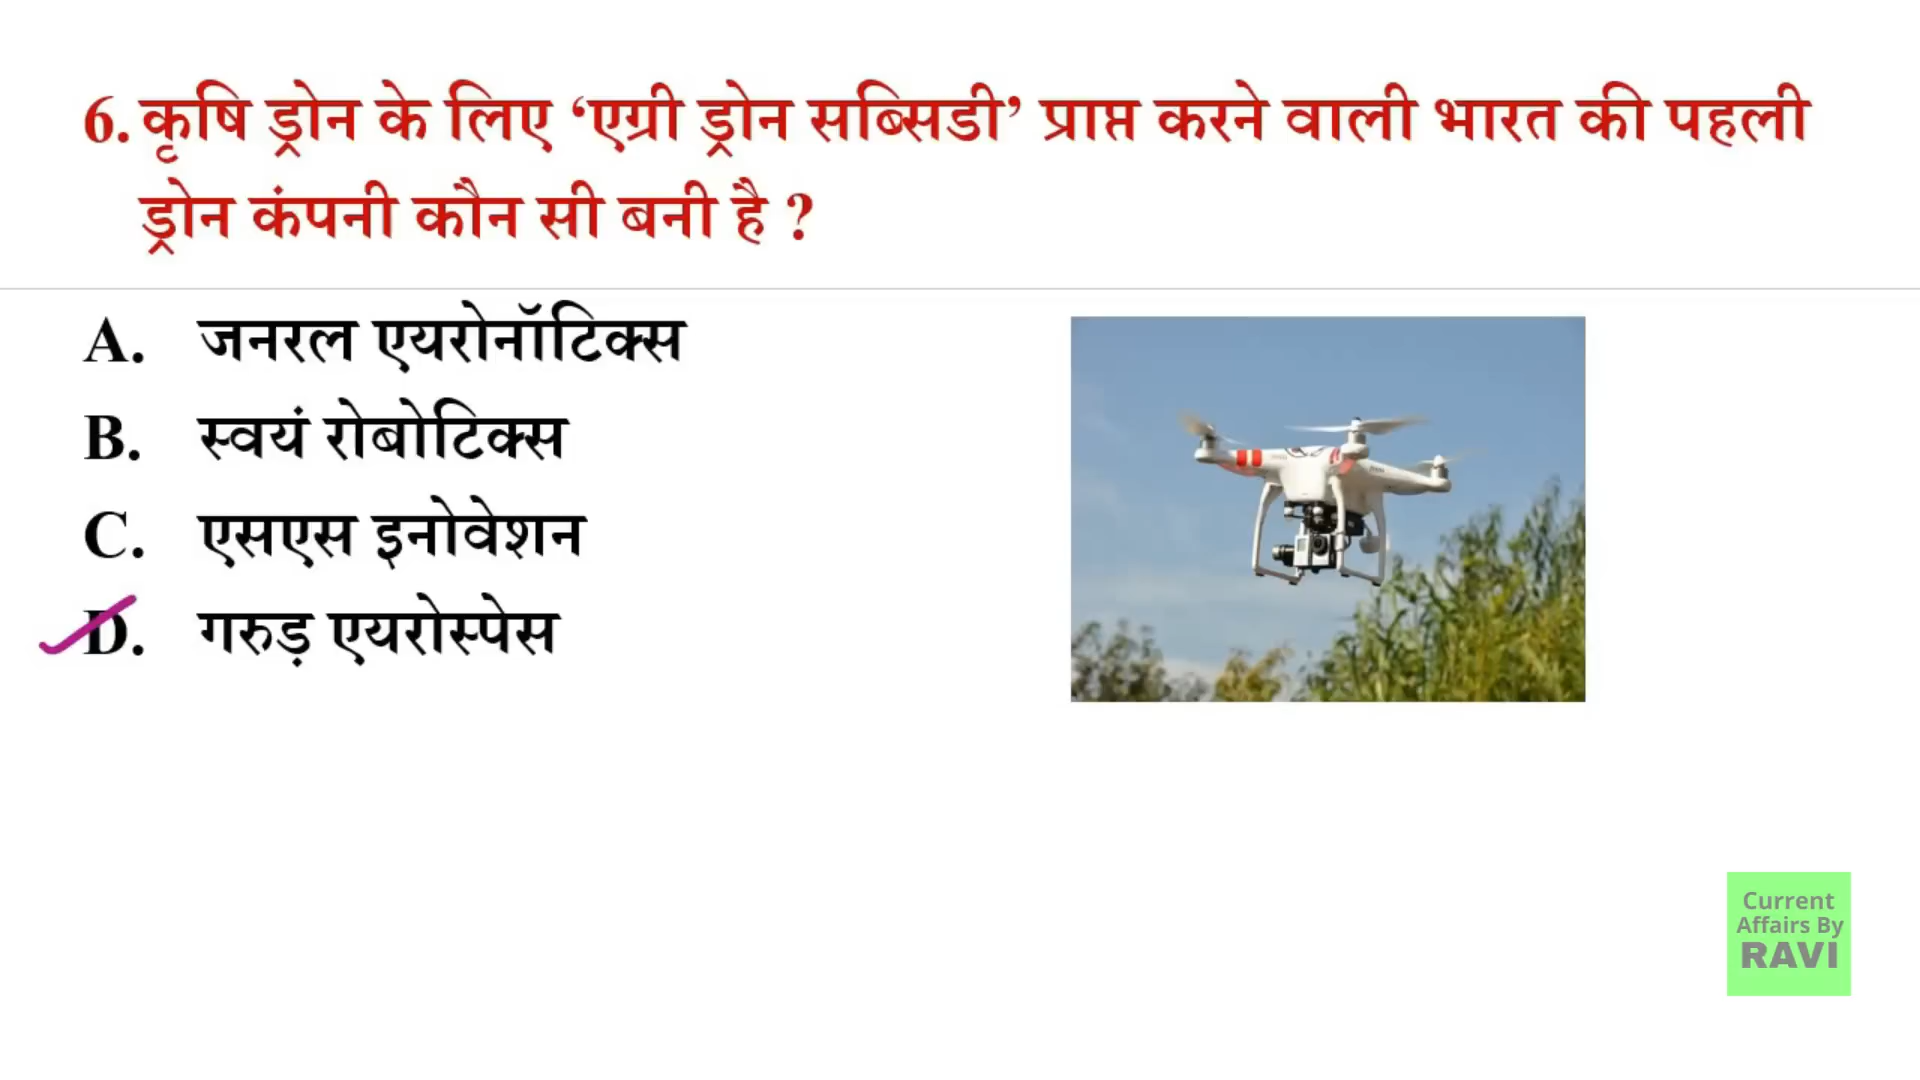 6. कृषि ड्रोन के लिए ‘एग्री ड्रोन सब्सिडी’ प्राप्त करने वाली भारत की पहली
ड्रोन कंपनी कौन सी बनी है ?
A. जनरल एयरोनॉटिक्स
B. स्वयं रोबोटिक्स
C. एसएस इनोवेशन
D. गरुड़ एयरोस्पेस
Current
Affairs By
RAVI